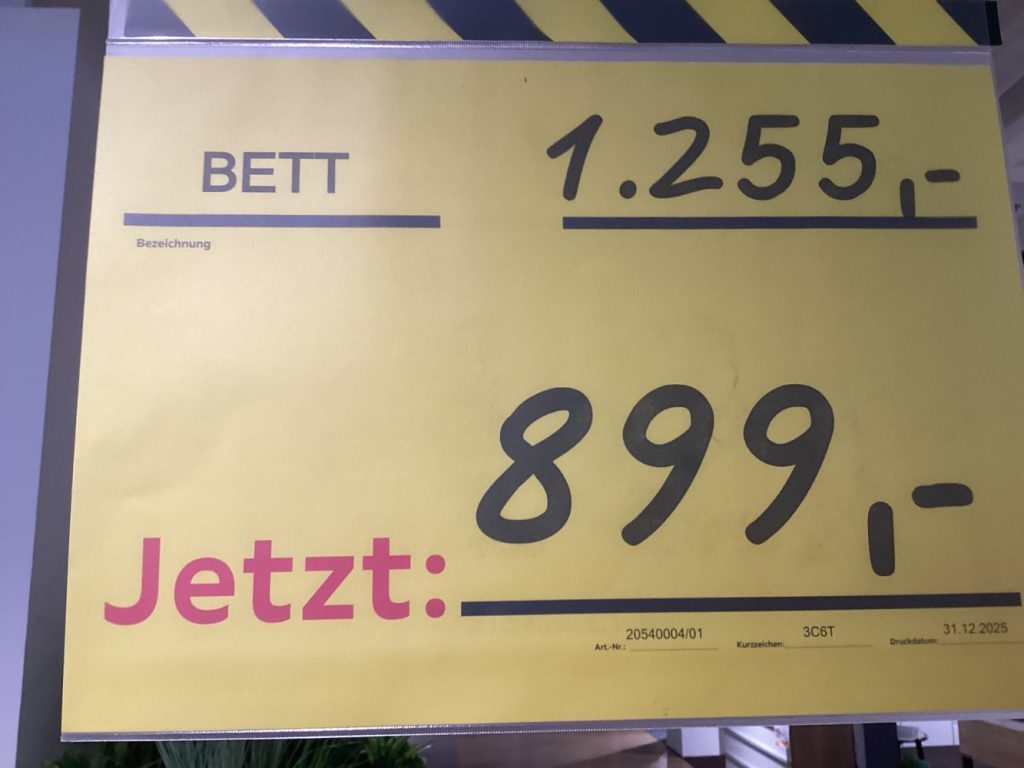 BETT 1.255,-
Bezeichnung
Jetzt: 899,-
Art.-Nr.: 20540004/01 Kurzzeichen: 3C6T Druckdatum: 31.12.2025